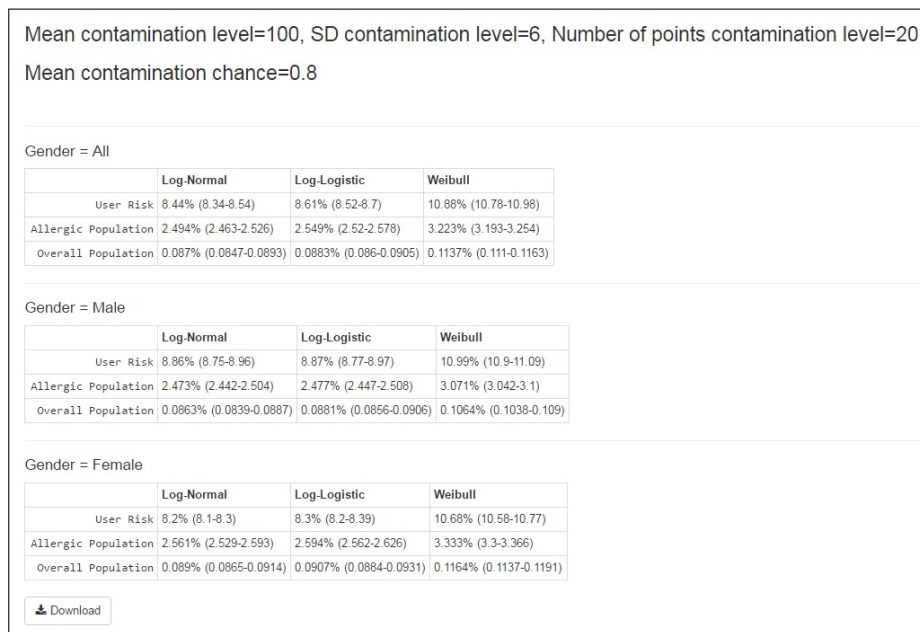 Mean contamination level=100, SD contamination level=6, Number of points contamination level=20
Mean contamination chance=0.8
Gender = All
Log-Normal Log-Logistic Weibull
User Risk 8.44% (8.34-8.54) 8.61% (8.52-8.7) 10.88% (10.78-10.98)
Allergic Population 2.494% (2.463-2.526) 2.549% (2.52-2.578) 3.223% (3.193-3.254)
Overall Population 0.087% (0.0847-0.0893) 0.0883% (0.086-0.0905) 0.1137% (0.111-0.1163)
Gender = Male
Log-Normal Log-Logistic Weibull
User Risk 8.86% (8.75-8.96) 8.87% (8.77-8.97) 10.99% (10.9-11.09)
Allergic Population 2.473% (2.442-2.504) 2.477% (2.447-2.508) 3.071% (3.042-3.1)
Overall Population 0.0863% (0.0839-0.0887) 0.0881% (0.0856-0.0906) 0.1064% (0.1038-0.109)
Gender = Female
Log-Normal Log-Logistic Weibull
User Risk 8.2% (8.1-8.3) 8.3% (8.2-8.39) 10.68% (10.58-10.77)
Allergic Population 2.561% (2.529-2.593) 2.594% (2.562-2.626) 3.333% (3.3-3.366)
Overall Population 0.089% (0.0865-0.0914) 0.0907% (0.0884-0.0931) 0.1164% (0.1137-0.1191)
Download